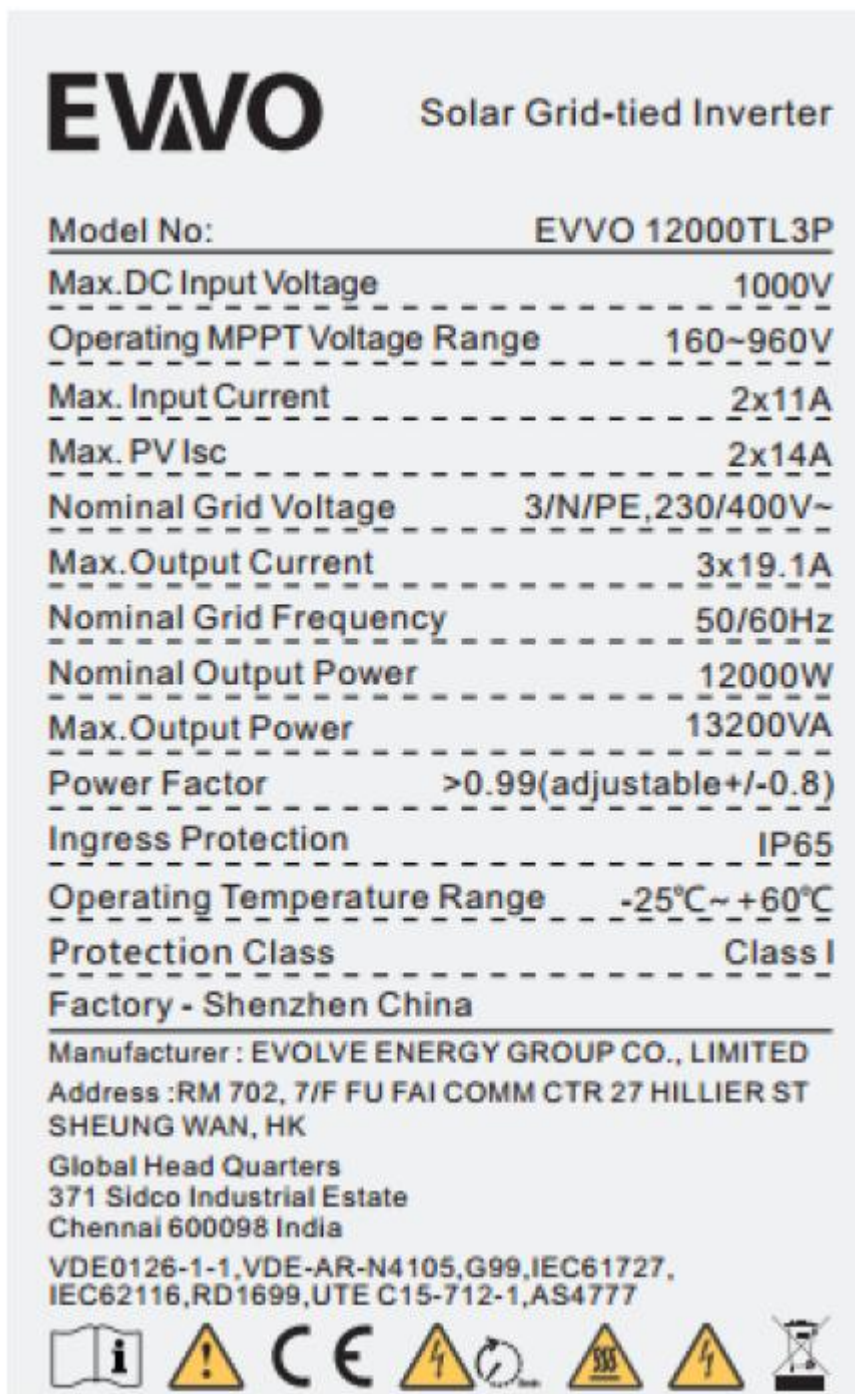 EVVO
Solar Grid-tied Inverter
Model No: EVVO 12000TL3P
Max.DC Input Voltage 1000V
Operating MPPT Voltage Range 160~960V
Max. Input Current 2x11A
Max. PV Isc 2x14A
Nominal Grid Voltage 3/N/PE,230/400V~
Max.Output Current 3x19.1A
Nominal Grid Frequency 50/60Hz
Nominal Output Power 12000W
Max.Output Power 13200VA
Power Factor >0.99(adjustable+/-0.8)
Ingress Protection IP65
Operating Temperature Range -25℃~+60℃
Protection Class Class I
Factory - Shenzhen China
Manufacturer : EVOLVE ENERGY GROUP CO., LIMITED
Address :RM 702, 7/F FU FAI COMM CTR 27 HILLIER ST
SHEUNG WAN, HK
Global Head Quarters
371 Sidco Industrial Estate
Chennai 600098 India
VDE0126-1-1,VDE-AR-N4105,G99,IEC61727,
IEC62116,RD1699,UTE C15-712-1,AS4777
i ! CE